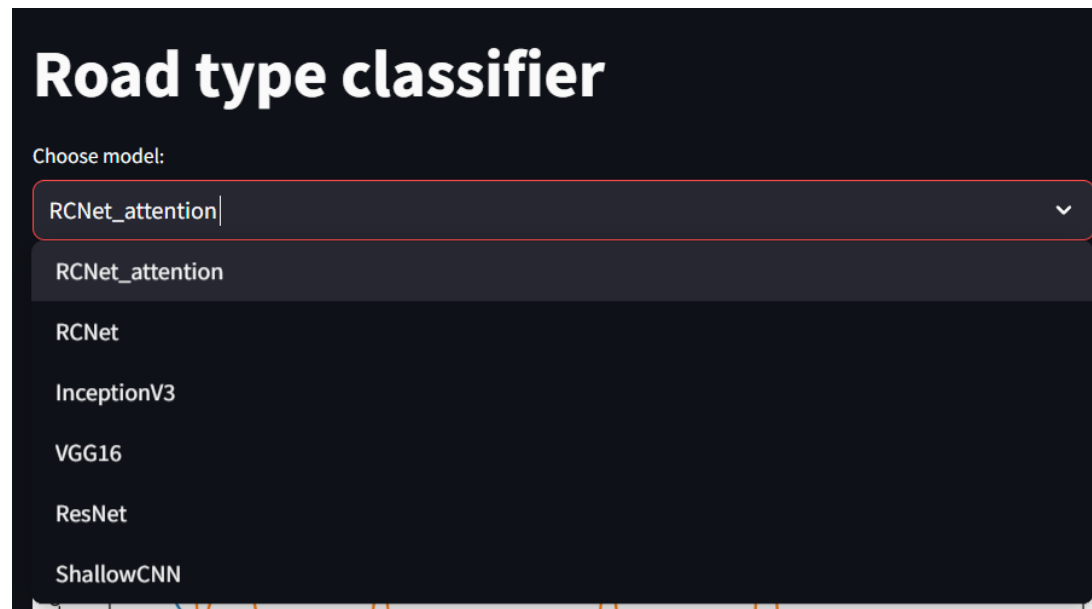 Road type classifier
Choose model:
RCNet_attention
RCNet_attention
RCNet
InceptionV3
VGG16
ResNet
ShallowCNN